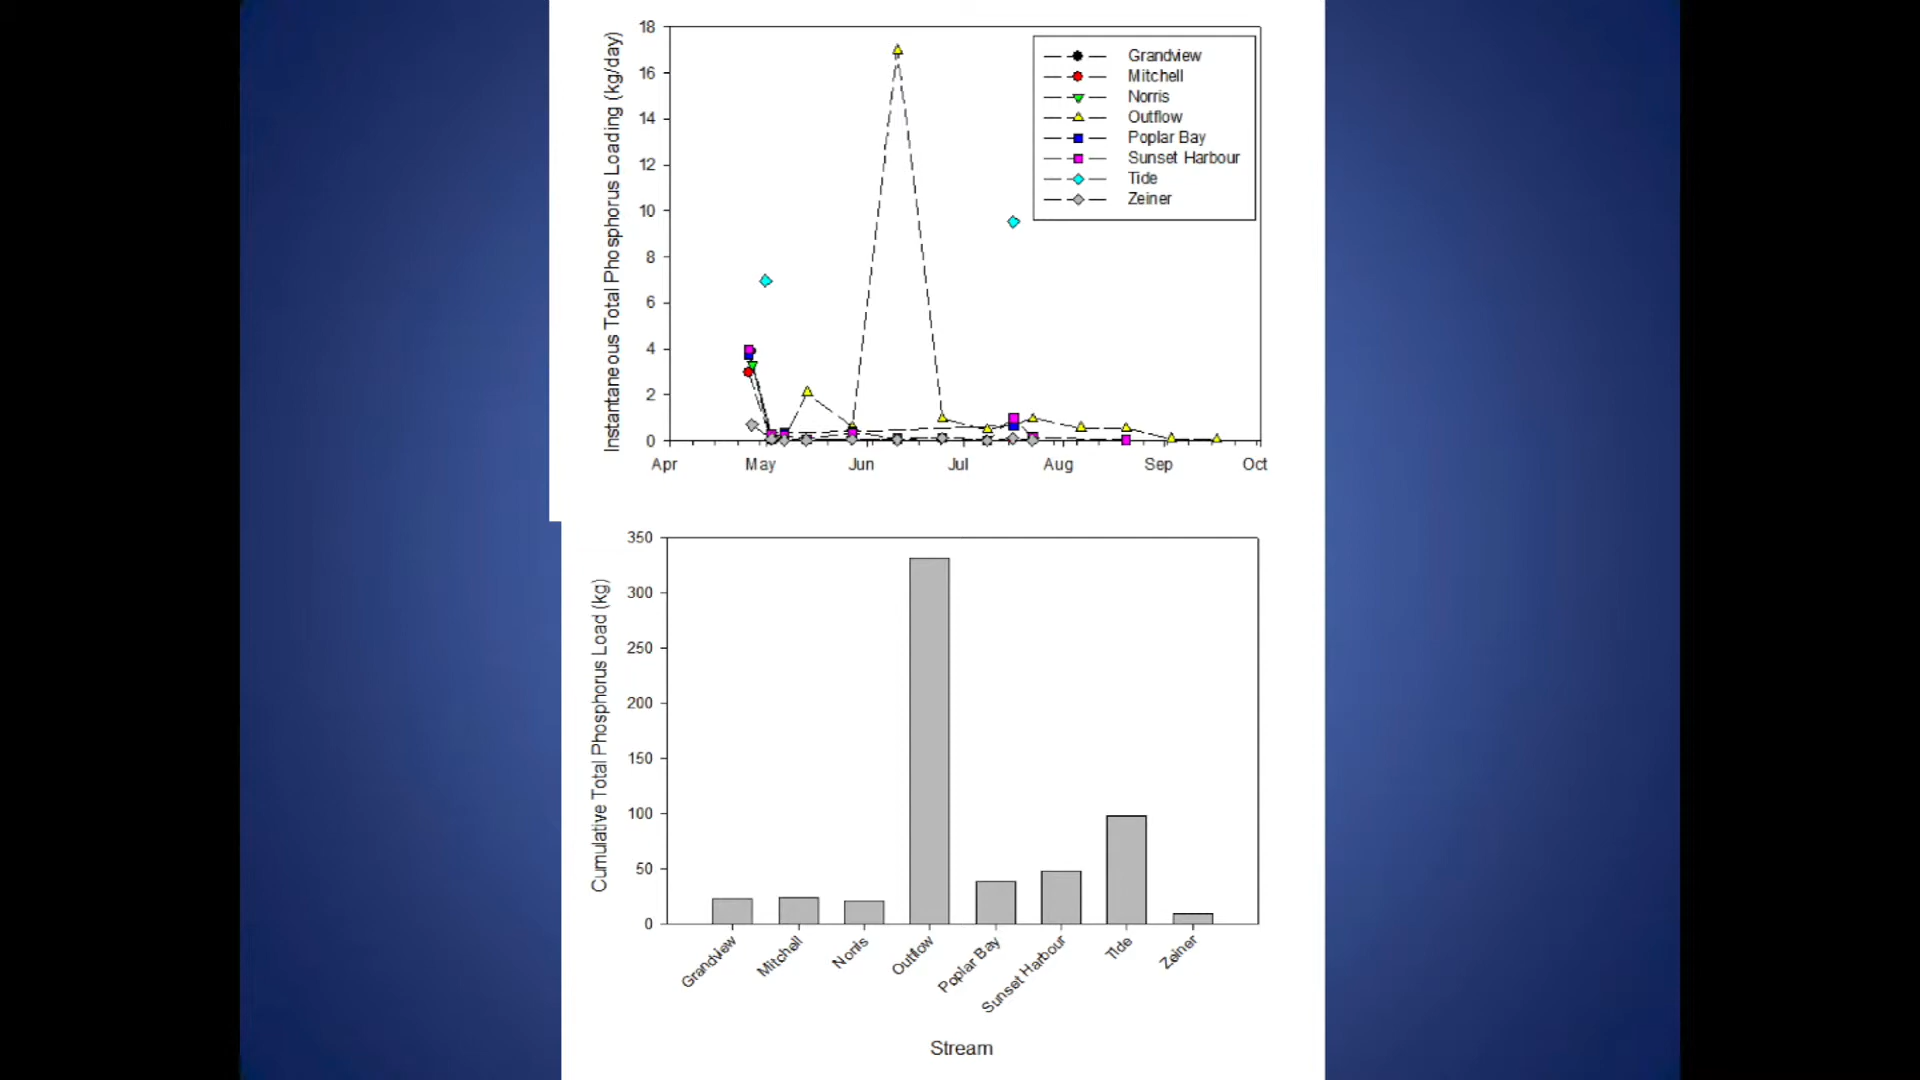 18
16
14
12
10
8
6
4
2
0
Instantaneous Total Phosphorus Loading (kg/day)
Grandview
Mitchell
Norris
Outflow
Poplar Bay
Sunset Harbour
Tide
Zeiner
Apr May Jun Jul Aug Sep Oct
350
300
250
200
150
100
50
0
Cumulative Total Phosphorus Load (kg)
Grandview Mitchell Norris Outflow Poplar Bay Sunset Harbour Tide Zeiner
Stream